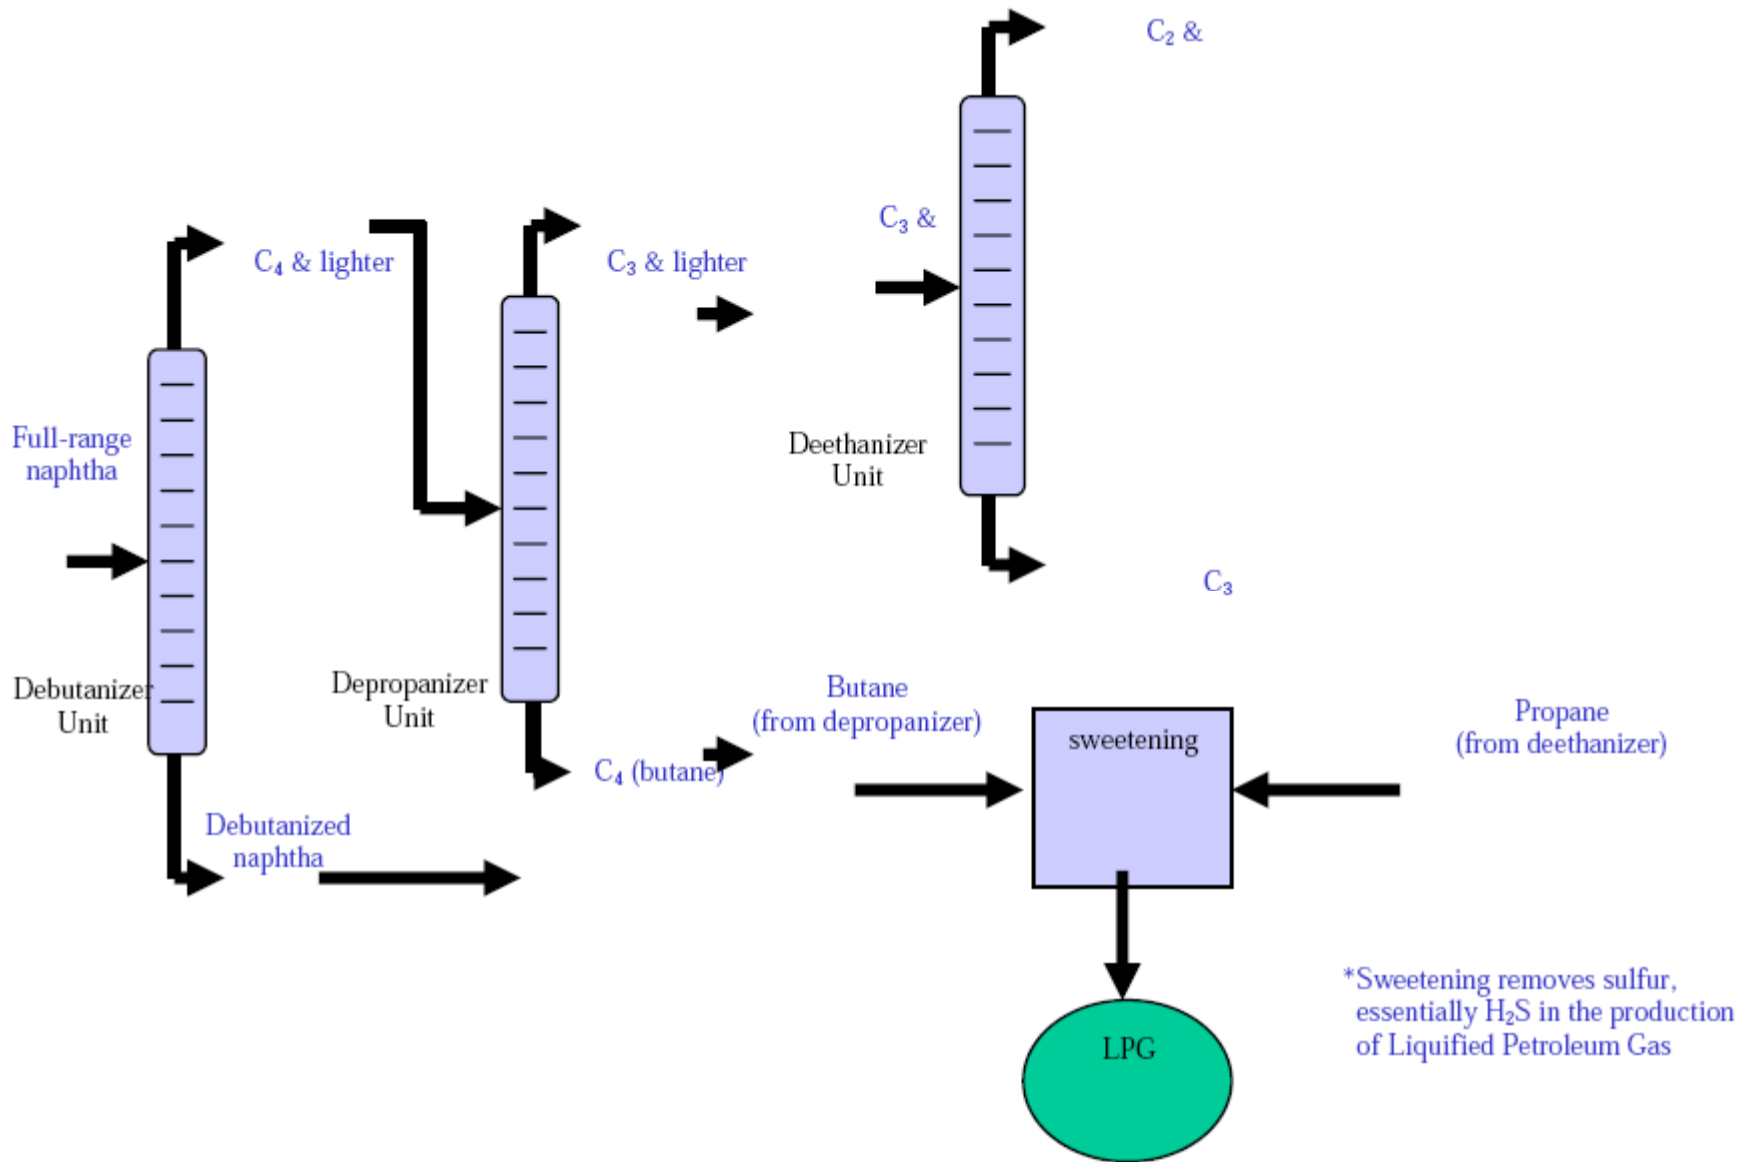 C₂ &
C₃ &
C₄ & lighter
C₃ & lighter
Full-range
naphtha
Deethanizer
Unit
C₃
Debutanizer
Unit
Depropanizer
Unit
Butane
(from depropanizer)
sweetening
Propane
(from deethanizer)
C₄ (butane)
Debutanized
naphtha
*Sweetening removes sulfur,
essentially H₂S in the production
of Liquified Petroleum Gas
LPG